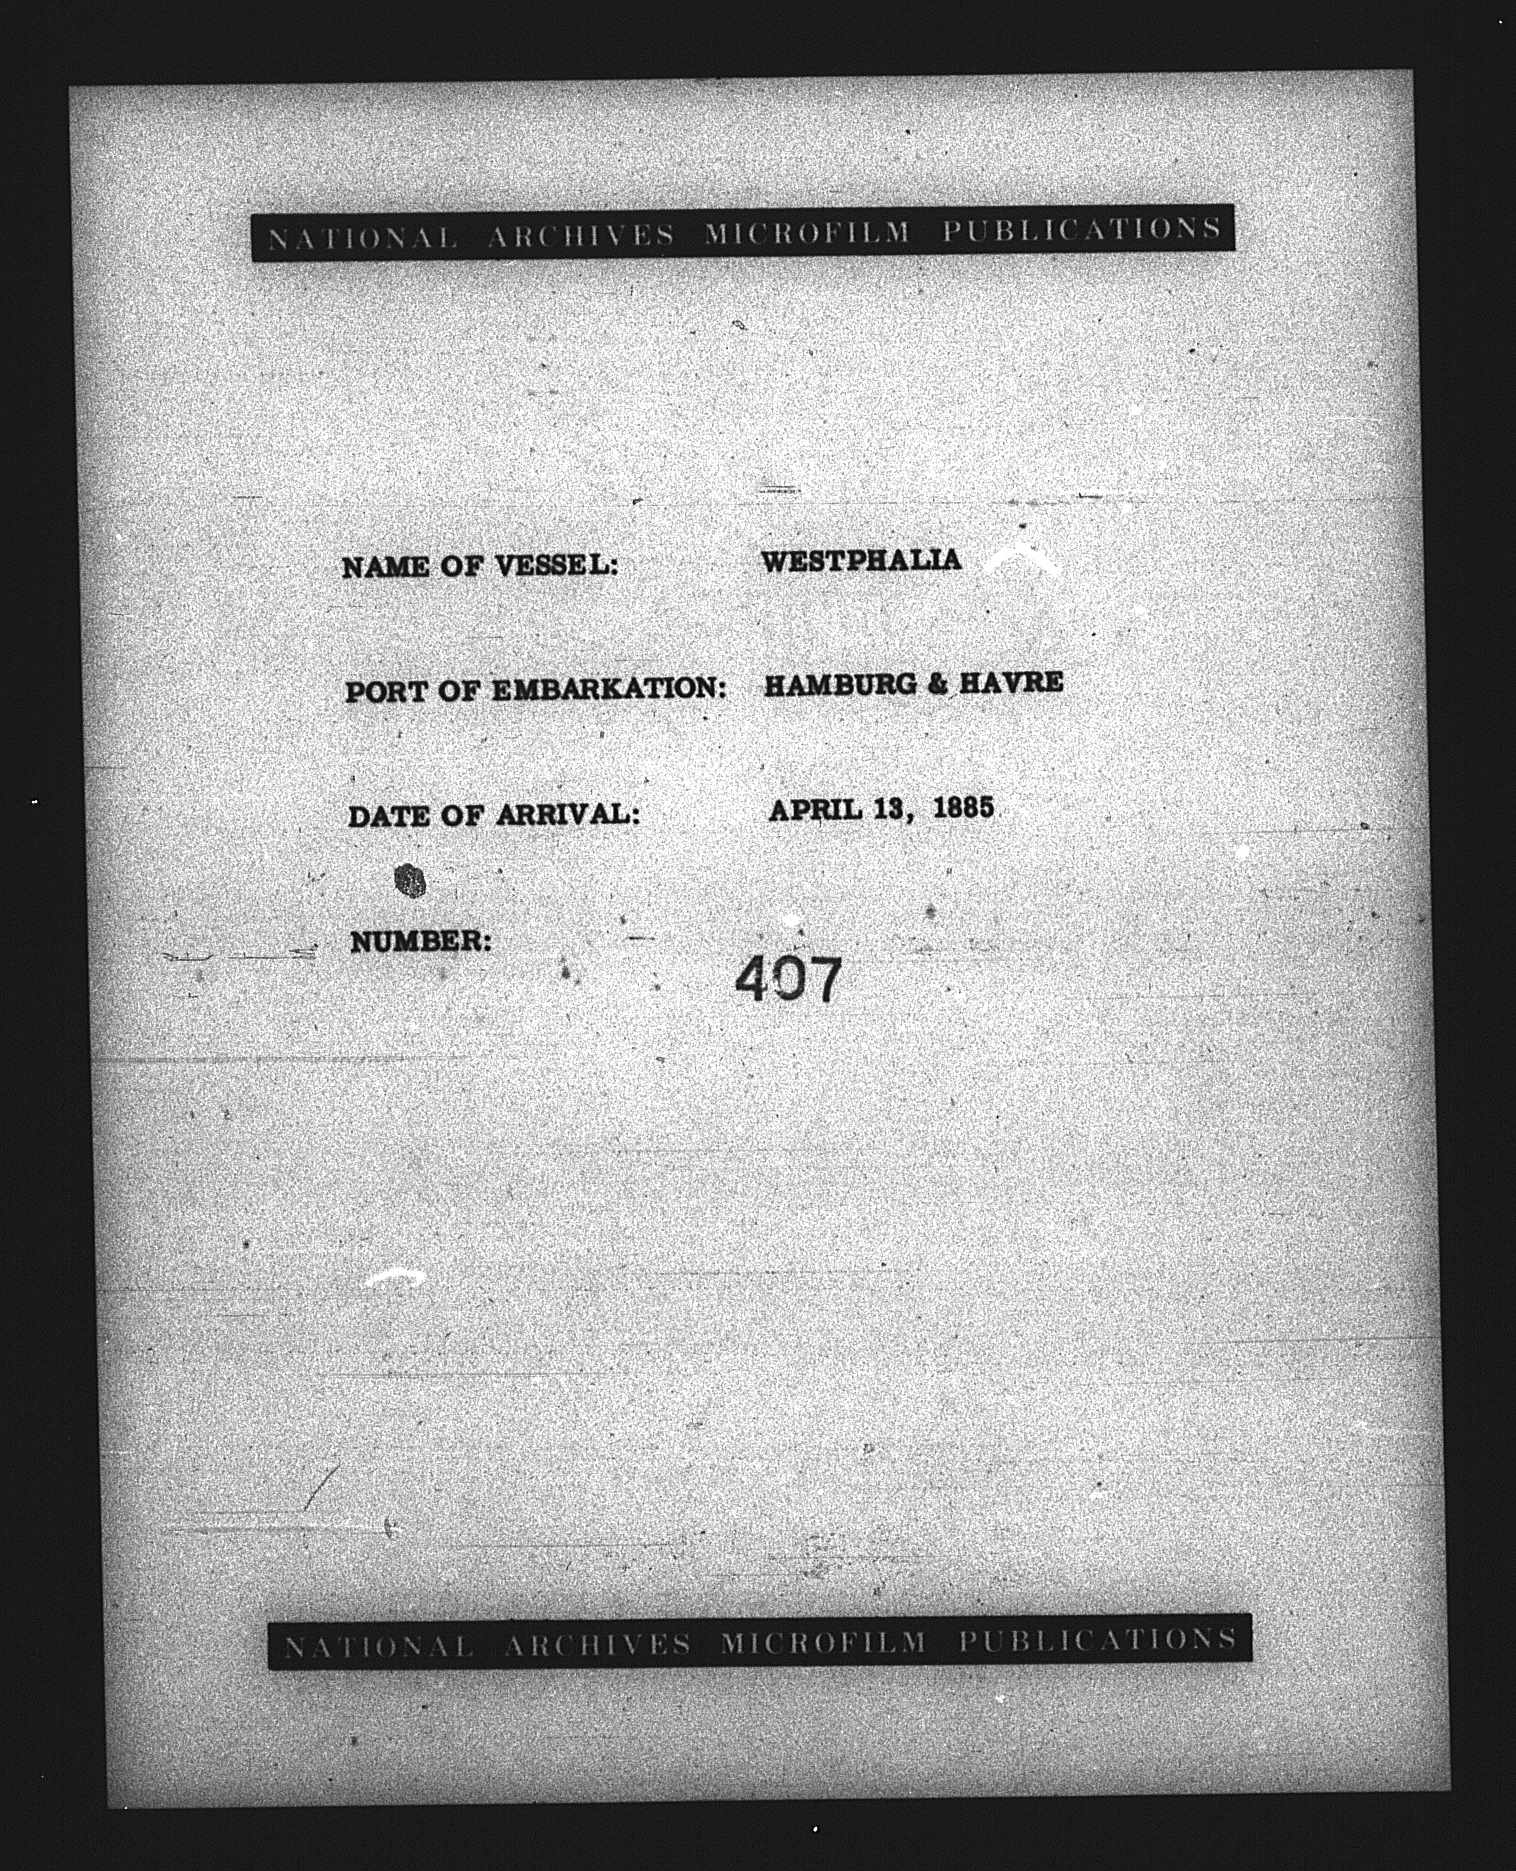 NATIONAL ARCHIVES MICROFILM PUBLICATIONS
NAME OF VESSEL: WESTPHALIA
PORT OF EMBARKATION: HAMBURG & HAVRE
DATE OF ARRIVAL: APRIL 13, 1885
NUMBER: 407
NATIONAL ARCHIVES MICROFILM PUBLICATIONS